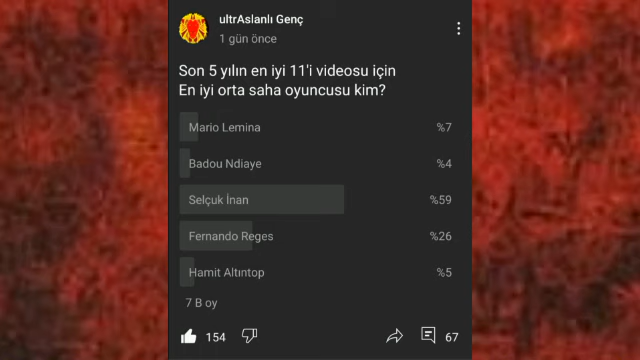 ultrAslanlı Genç
1 gün önce
Son 5 yılın en iyi 11'i videosu için
En iyi orta saha oyuncusu kim?
Mario Lemina %7
Badou Ndiaye %4
Selçuk İnan %59
Fernando Reges %26
Hamit Altıntop %5
7 B oy
154 67